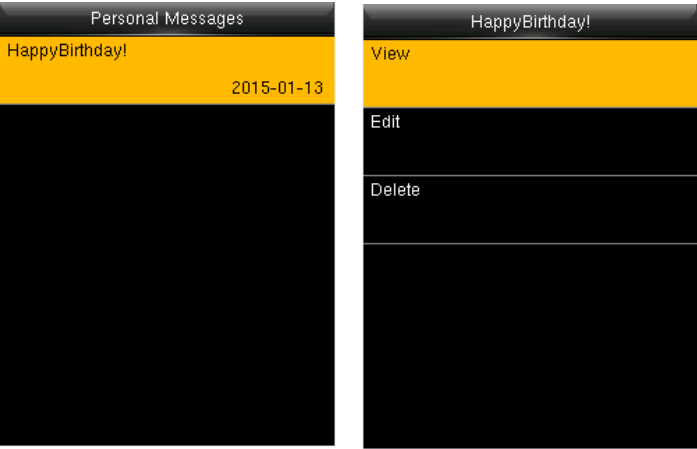 Personal Messages
HappyBirthday!
2015-01-13
HappyBirthday!
View
Edit
Delete